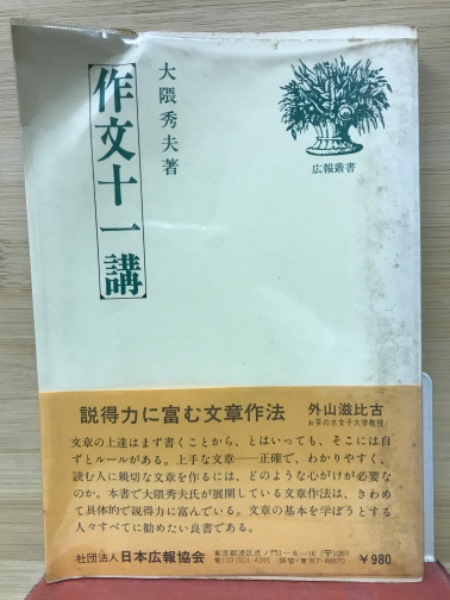 作文十一講
大隈秀夫著
広報叢書
説得力に富む文章作法
外山滋比古
お茶の水女子大学教授
文章の上達はまず書くことから、とはいっても、そこには自
ずとルールがある。上手な文章──正確で、わかりやすく、
読む人に親切な文章を作るには、どのような心がけが必要な
のか。本書で大隈秀夫氏が展開している文章作法は、きわめ
て具体的で説得力に富んでいる。文章の基本を学ぼうとする
人々すべてに勧めたい良書である。
社団法人日本広報協会
東京都港区虎ノ門1
¥980